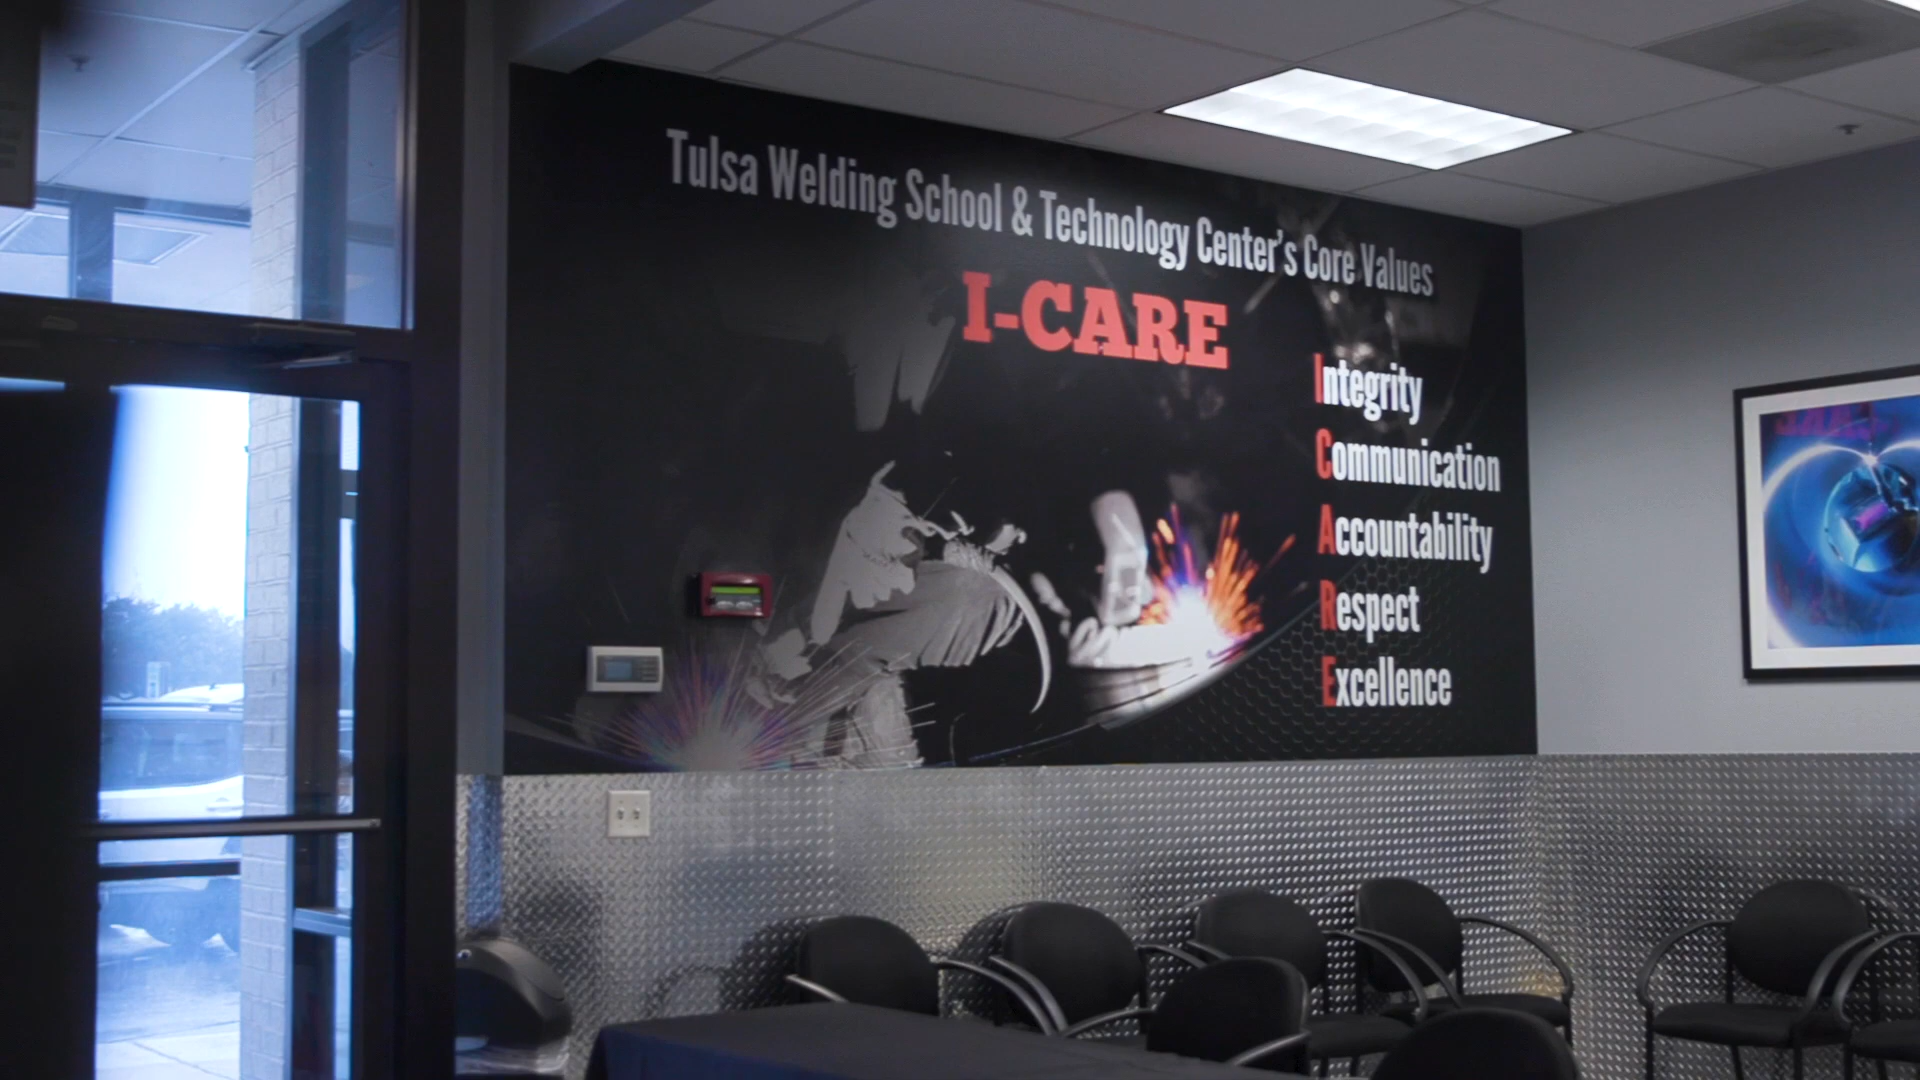 Tulsa Welding School & Technology Center's Core Values
I-CARE
Integrity
Communication
Accountability
Respect
Excellence